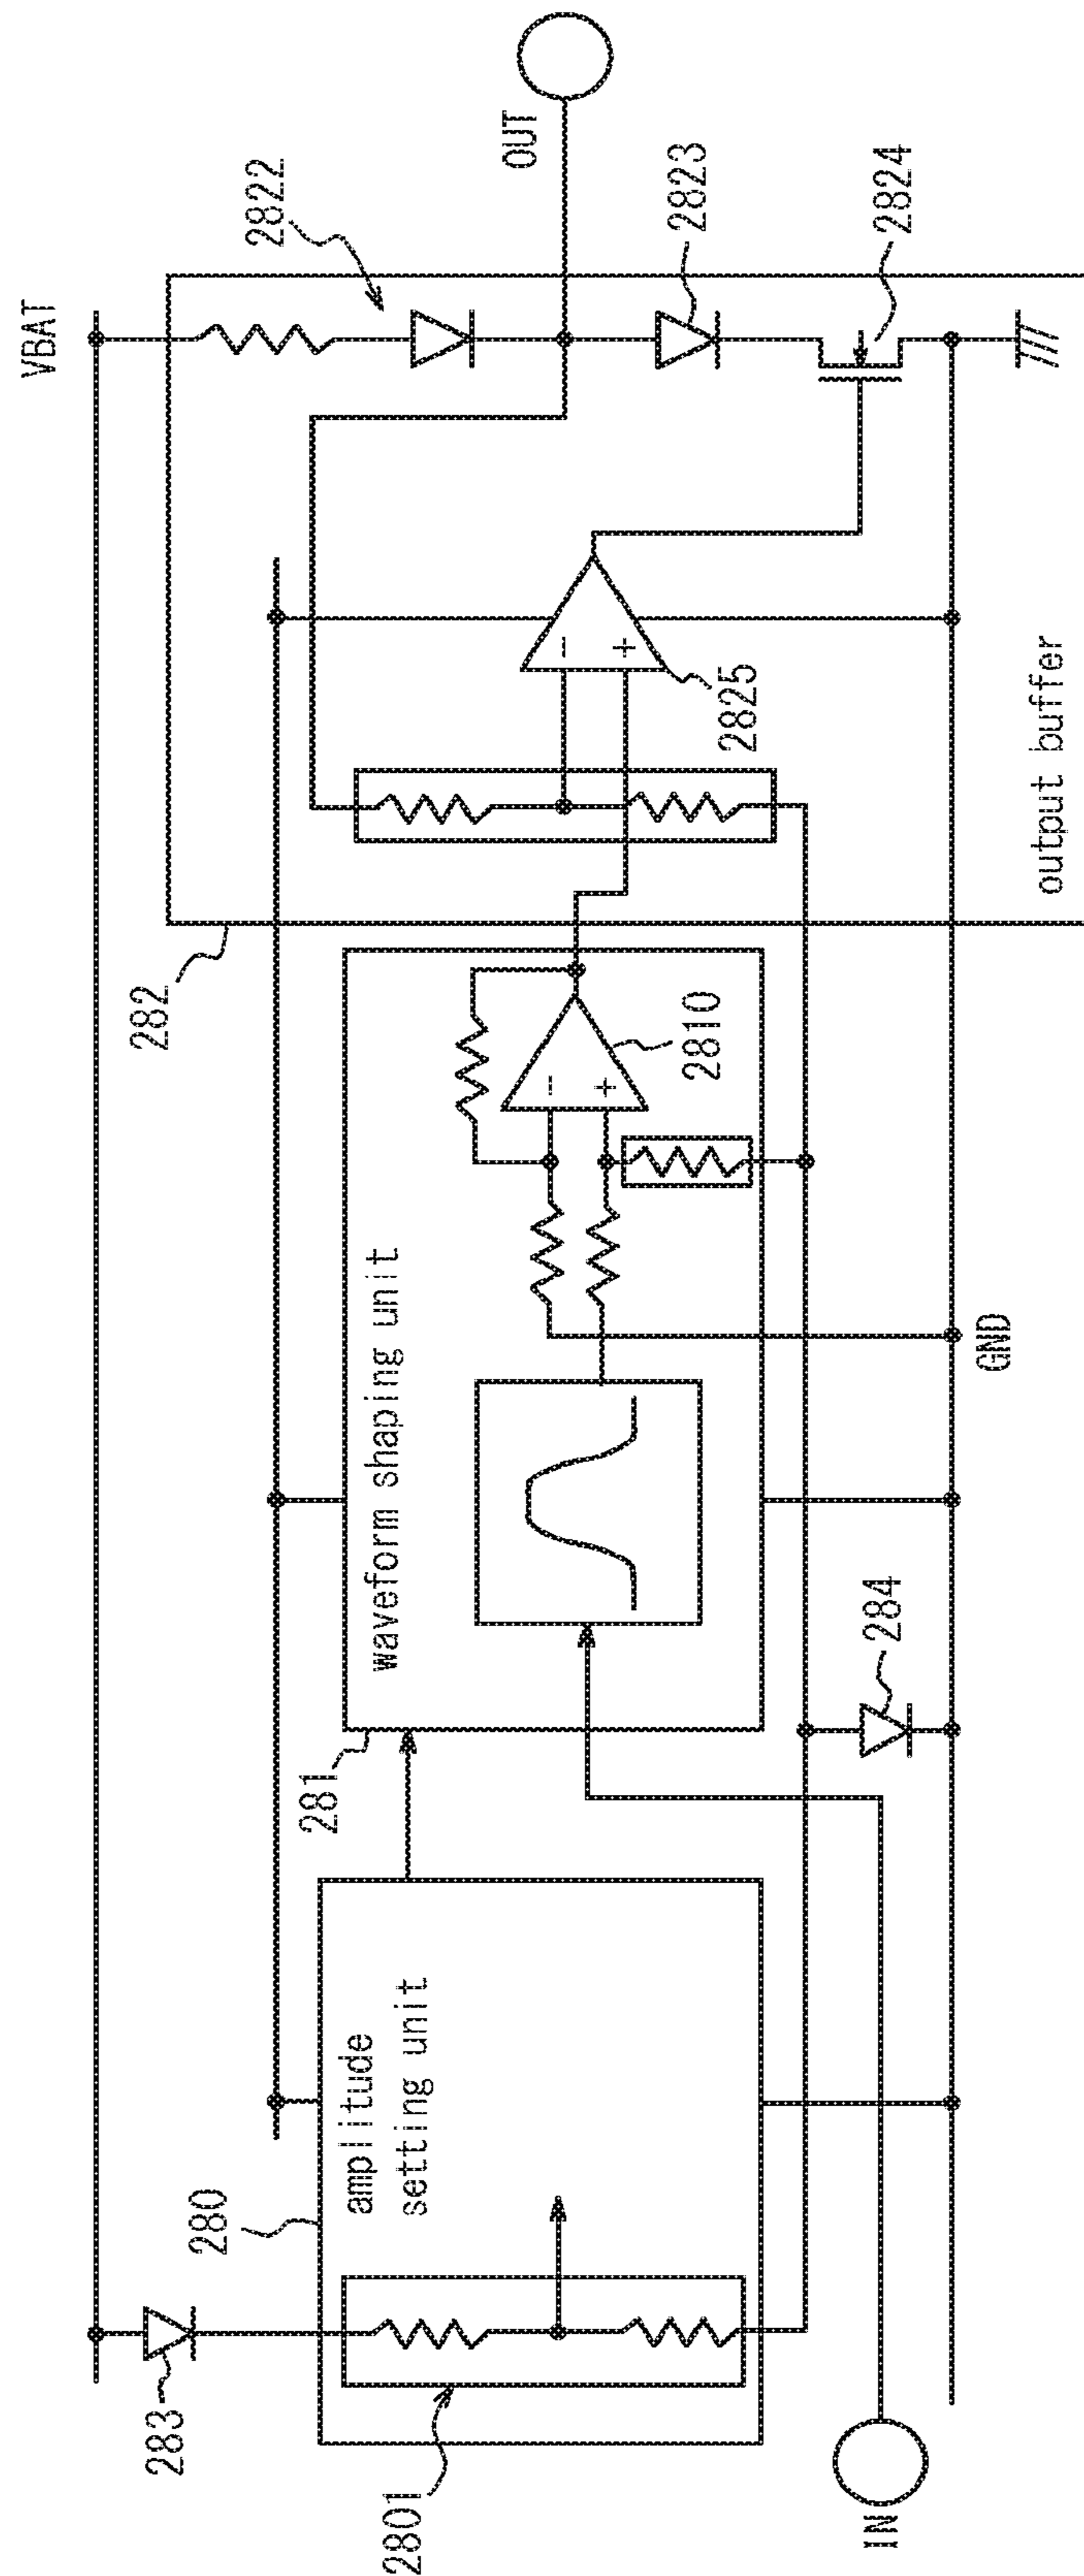 VBAT
282
2822
OUT
283
280
281
amplitude
setting unit
waveform shaping unit
-
+
2810
-
+
2825
2823
2824
2801
284
GND
output buffer
IN